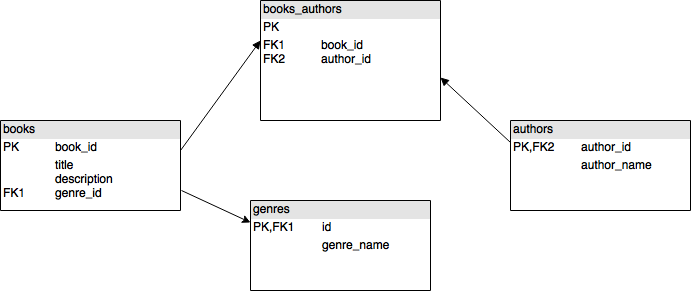 books_authors
PK
FK1 book_id
FK2 author_id
books
PK book_id
title
description
FK1 genre_id
authors
PK,FK2 author_id
author_name
genres
PK,FK1 id
genre_name